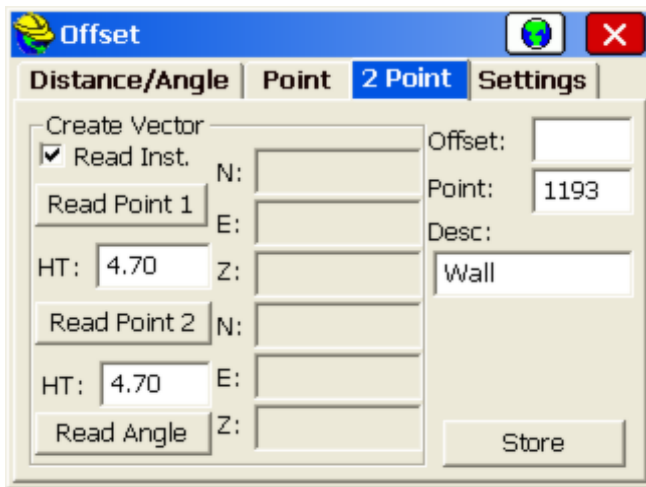 Offset
Distance/Angle Point 2 Point Settings
Create Vector
Read Inst.
Read Point 1
HT: 4.70
Read Point 2
HT: 4.70
Read Angle
N:
E:
Z:
N:
E:
Z:
Offset:
Point: 1193
Desc:
Wall
Store